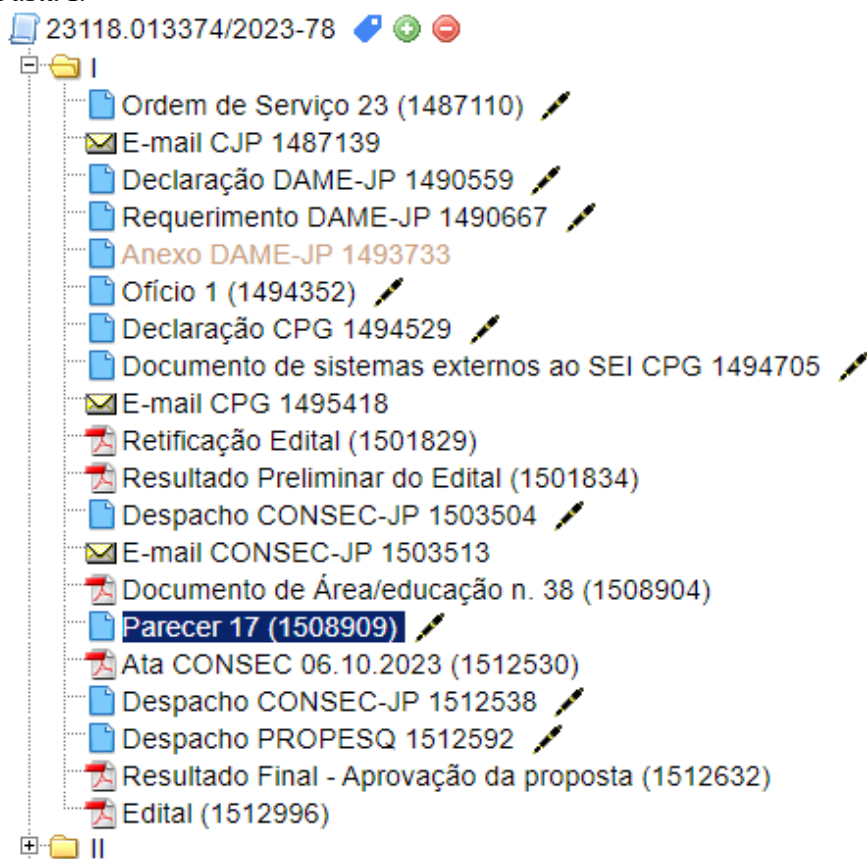 23118.013374/2023-78
I
Ordem de Serviço 23 (1487110)
E-mail CJP 1487139
Declaração DAME-JP 1490559
Requerimento DAME-JP 1490667
Anexo DAME-JP 1493733
Ofício 1 (1494352)
Declaração CPG 1494529
Documento de sistemas externos ao SEI CPG 1494705
E-mail CPG 1495418
Retificação Edital (1501829)
Resultado Preliminar do Edital (1501834)
Despacho CONSEC-JP 1503504
E-mail CONSEC-JP 1503513
Documento de Área/educação n. 38 (1508904)
Parecer 17 (1508909)
Ata CONSEC 06.10.2023 (1512530)
Despacho CONSEC-JP 1512538
Despacho PROPESQ 1512592
Resultado Final - Aprovação da proposta (1512632)
Edital (1512996)
II